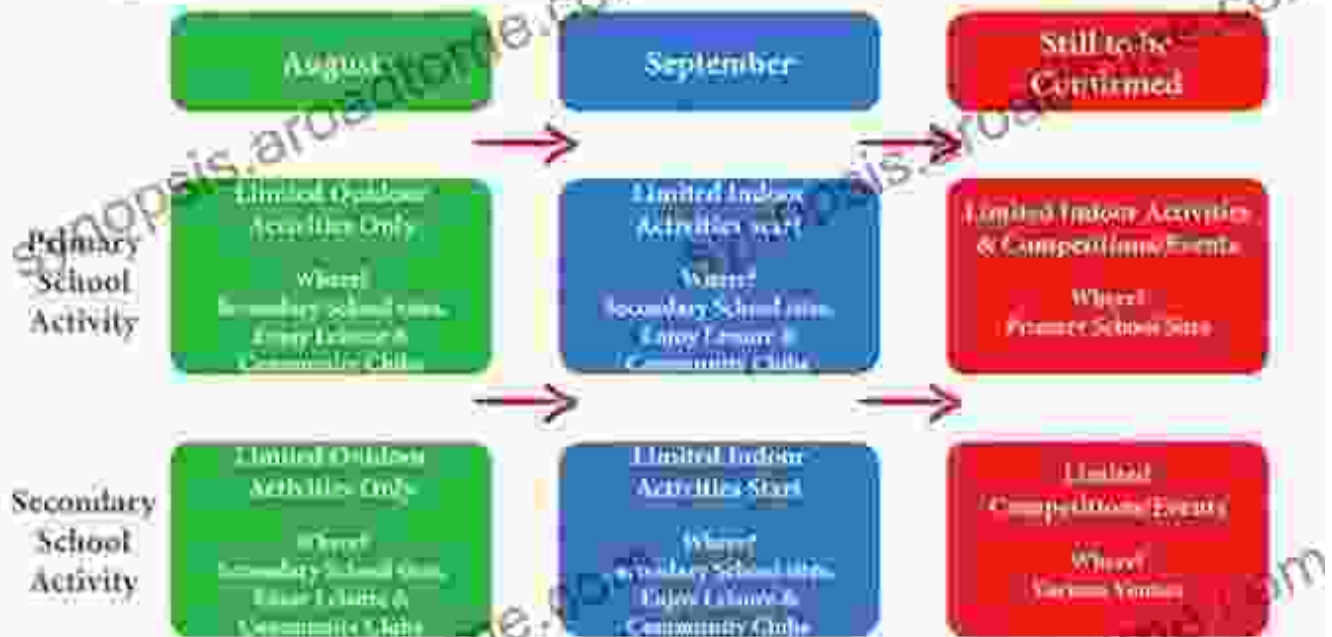 August
September
Still to be
Confirmed
Primary
School
Activity
Limited Outdoor
Activities Only
Where?
Secondary School sites,
Enjoy Leisure &
Community Clubs
Limited Indoor
Activities Start
Where?
Secondary School sites,
Enjoy Leisure &
Community Clubs
Limited Indoor Activities
& Competitions/Events
Where?
Primary School Sites
Secondary
School
Activity
Limited Outdoor
Activities Only
Where?
Secondary School sites,
Enjoy Leisure &
Community Clubs
Limited Indoor
Activities Start
Where?
Secondary School sites,
Enjoy Leisure &
Community Clubs
Limited
Competitions/Events
Where?
Various Venues
synopsis.aroadtome.com